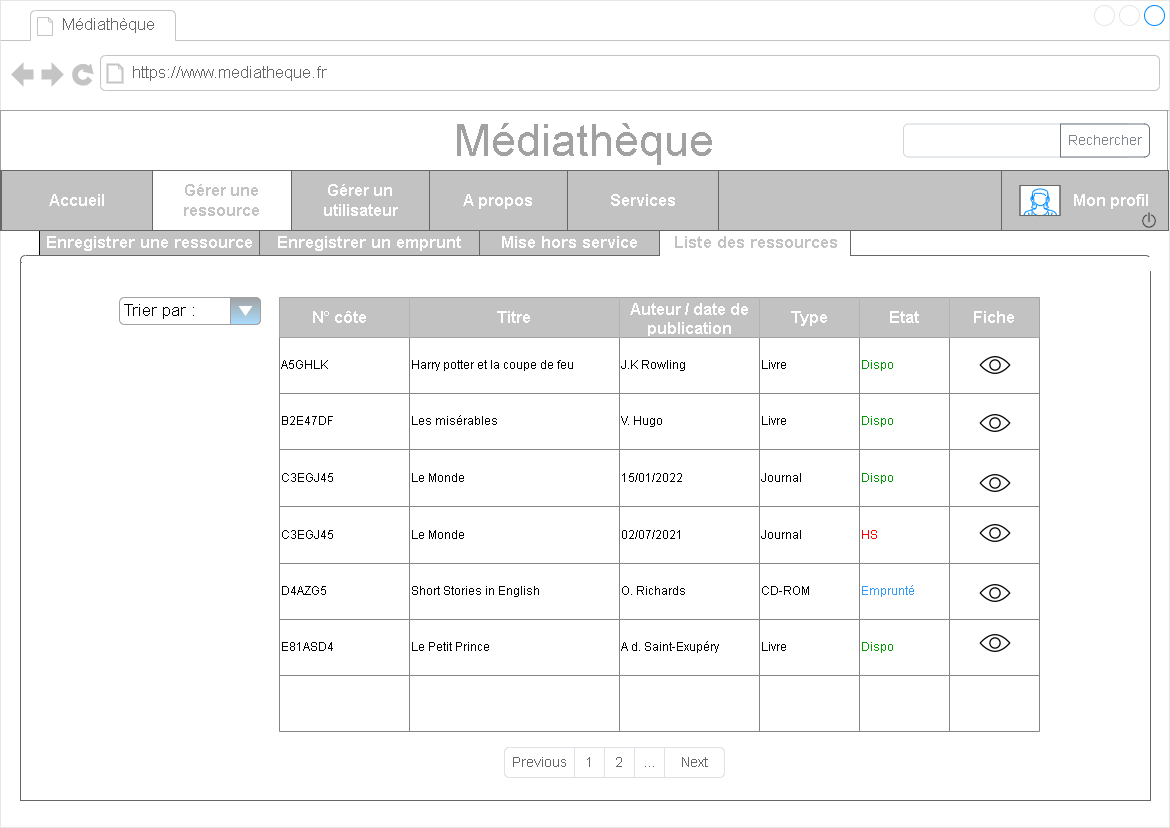 Médiathèque
https://www.mediatheque.fr
Médiathèque
Rechercher
Accueil
Gérer une
ressource
Gérer un
utilisateur
A propos
Services
Mon profil
Enregistrer une ressource
Enregistrer un emprunt
Mise hors service
Liste des ressources
Trier par :
N° côte
Titre
Auteur / date de
publication
Type
Etat
Fiche
A5GHLK
Harry potter et la coupe de feu
J.K Rowling
Livre
Dispo
B2E47DF
Les misérables
V. Hugo
Livre
Dispo
C3EGJ45
Le Monde
15/01/2022
Journal
Dispo
C3EGJ45
Le Monde
02/07/2021
Journal
HS
D4AZG5
Short Stories in English
O. Richards
CD-ROM
Emprunté
E81ASD4
Le Petit Prince
A d. Saint-Exupéry
Livre
Dispo
Previous
1
2
...
Next